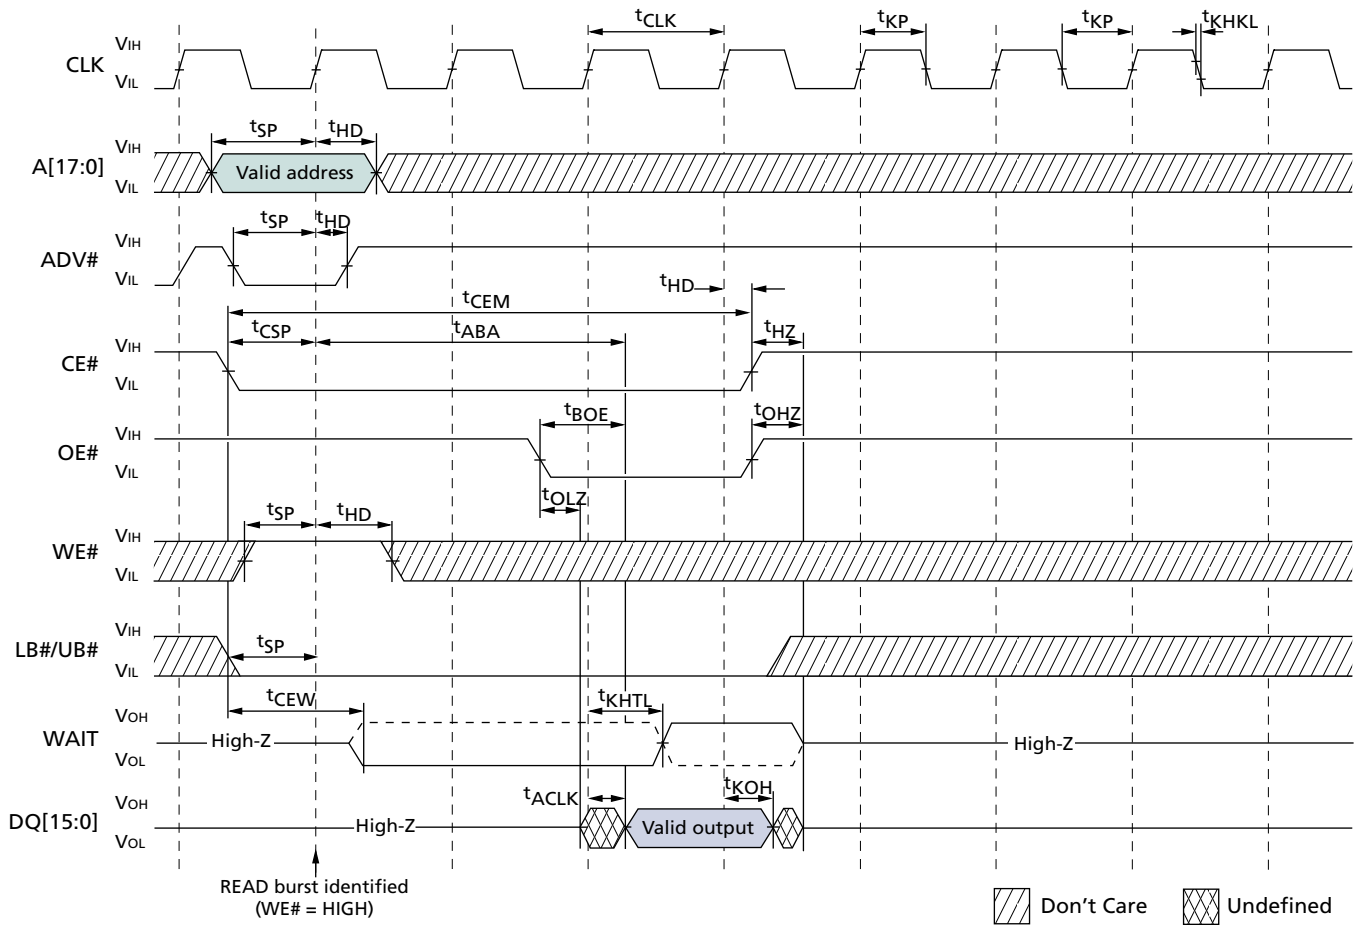 tCLK
tKP
tKP
tKHKL
CLK
VIH
VIL
tSP
tHD
A[17:0]
VIH
VIL
Valid address
tSP
tHD
ADV#
VIH
VIL
tHD
tCEM
tCSP
tABA
tHZ
CE#
VIH
VIL
tBOE
tOHZ
OE#
VIH
VIL
tOLZ
tSP
tHD
WE#
VIH
VIL
LB#/UB#
VIH
VIL
tSP
tCEW
tKHTL
WAIT
VOH
VOL
High-Z
High-Z
tACLK
tKOH
DQ[15:0]
VOH
VOL
High-Z
Valid output
READ burst identified
(WE# = HIGH)
Don't Care
Undefined